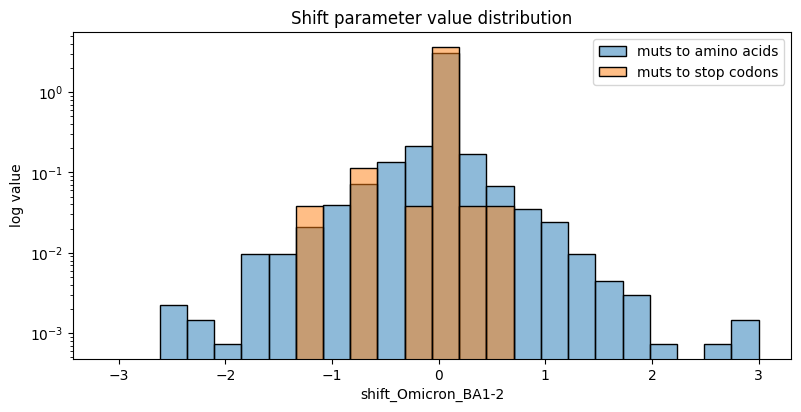 Shift parameter value distribution
muts to amino acids
muts to stop codons
log value
10⁰
10⁻¹
10⁻²
10⁻³
−3 −2 −1 0 1 2 3
shift_Omicron_BA1-2